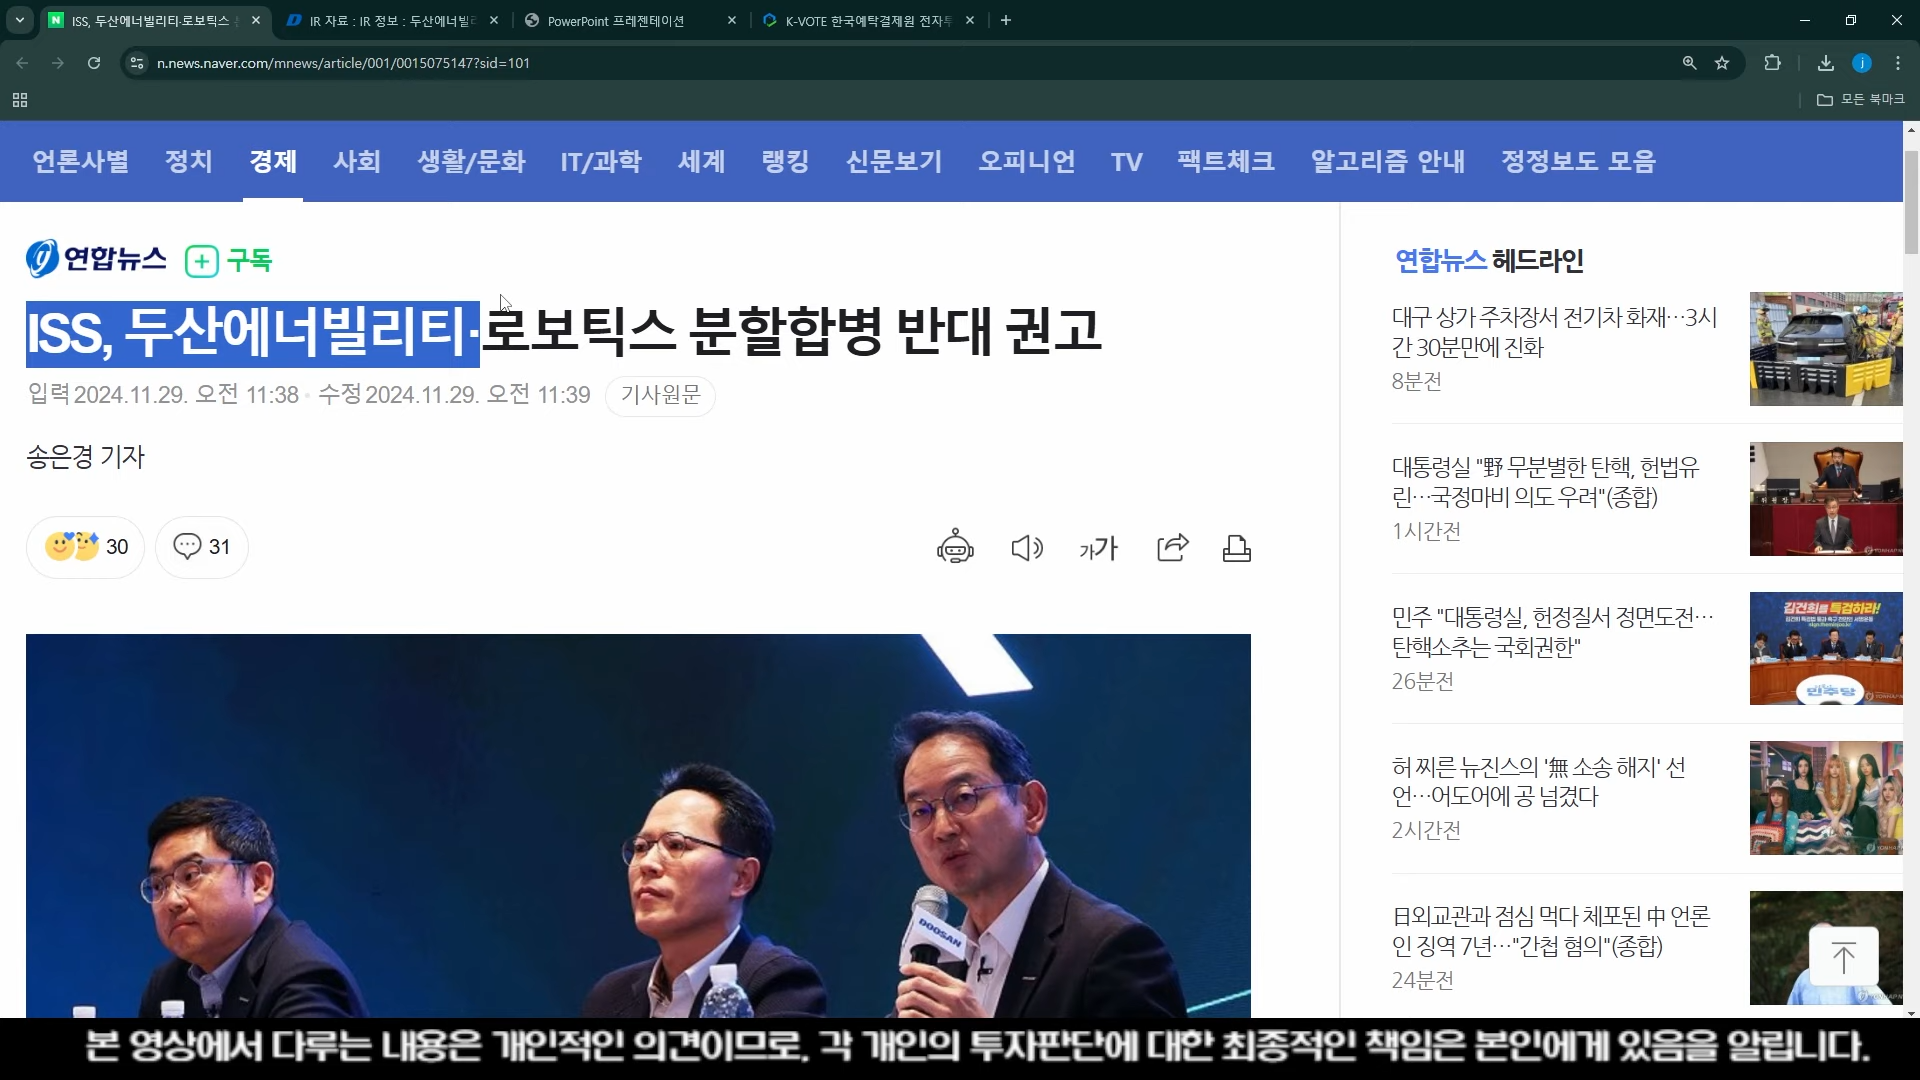 ISS, 두산에너빌리티·로보틱스
IR 자료 : IR 정보 : 두산에너빌리
PowerPoint 프레젠테이션
K-VOTE 한국예탁결제원 전자투
n.news.naver.com/mnews/article/001/0015075147?sid=101
j
모든 북마크
언론사별 정치 경제 사회 생활/문화 IT/과학 세계 랭킹 신문보기 오피니언 TV 팩트체크 알고리즘 안내 정정보도 모음
연합뉴스 구독
ISS, 두산에너빌리티·로보틱스 분할합병 반대 권고
입력 2024.11.29. 오전 11:38 · 수정 2024.11.29. 오전 11:39 기사원문
송은경 기자
30 31
가가
DOOSAN
연합뉴스 헤드라인
대구 상가 주차장서 전기차 화재…3시
간 30분만에 진화
8분전
대통령실 "野 무분별한 탄핵, 헌법유
린…국정마비 의도 우려"(종합)
1시간전
민주 "대통령실, 헌정질서 정면도전…
탄핵소추는 국회권한"
26분전
김건희를 특검하라!
민주당
허 찌른 뉴진스의 '無 소송 해지' 선
언…어도어에 공 넘겼다
2시간전
日외교관과 점심 먹다 체포된 中 언론
인 징역 7년…"간첩 혐의"(종합)
24분전
본 영상에서 다루는 내용은 개인적인 의견이므로, 각 개인의 투자판단에 대한 최종적인 책임은 본인에게 있음을 알립니다.